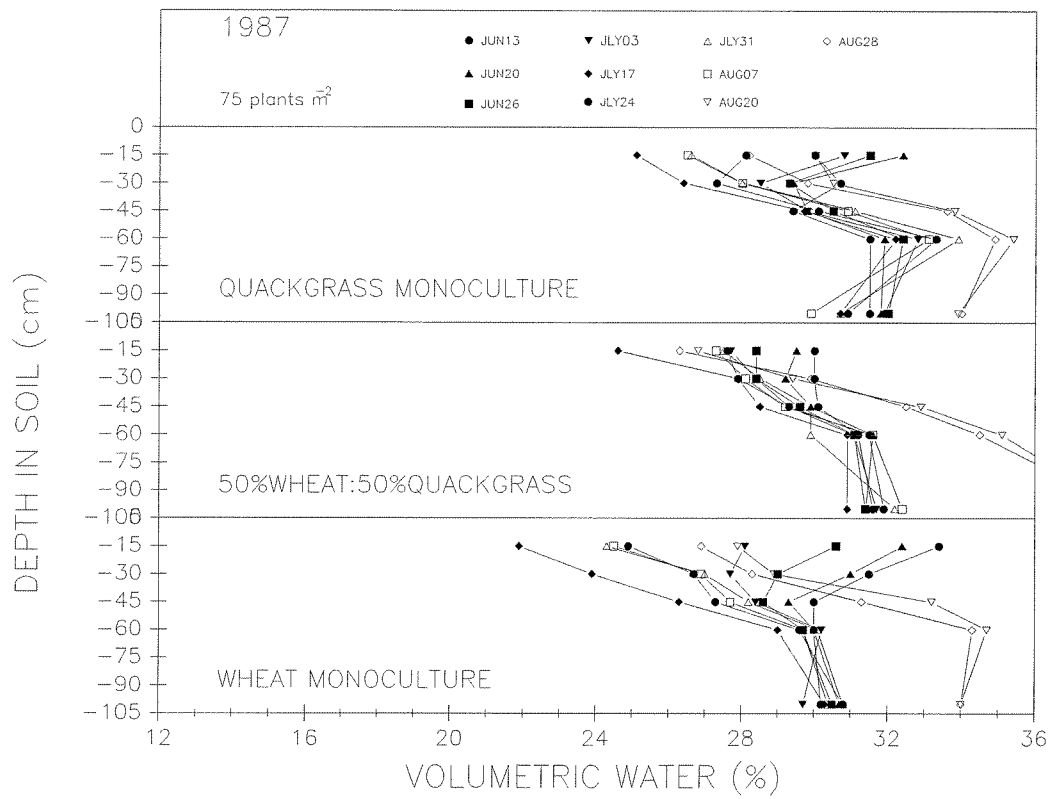 1987
JUN13 JLY03 JLY31 AUG28
JUN20 JLY17 AUG07
75 plants m̄²
JUN26 JLY24 AUG20
0
-15
-30
-45
-60
-75
-90
QUACKGRASS MONOCULTURE
-15
-30
-45
-60
-75
-90
50%WHEAT:50%QUACKGRASS
-15
-30
-45
-60
-75
-90
-105
WHEAT MONOCULTURE
DEPTH IN SOIL (cm)
12 16 20 24 28 32 36
VOLUMETRIC WATER (%)